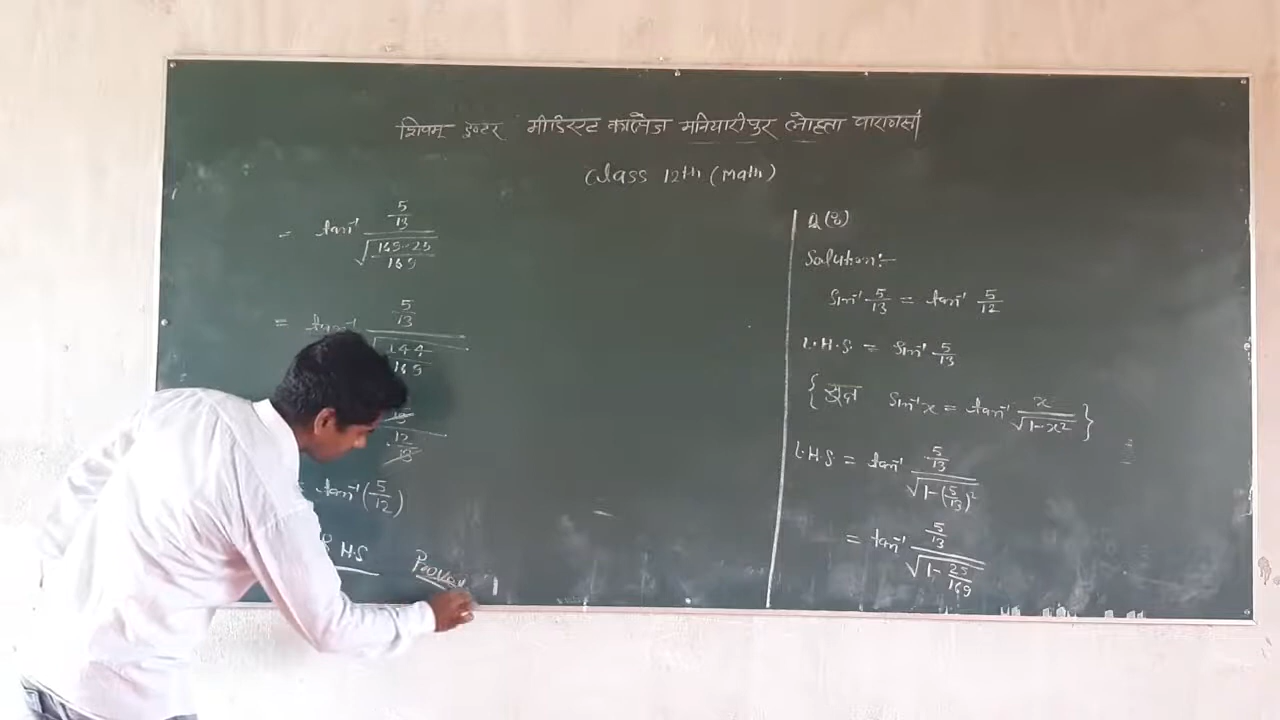 शिवम् इण्टर मीडिएट कालेज मनियारीपुर लोहता वाराणसी
Class 12th (Math)
Q(8)
Solution:-
Sin⁻¹ 5/13 = tan⁻¹ 5/12
L.H.S. = Sin⁻¹ 5/13
{ सूत्र Sin⁻¹x = tan⁻¹ x/√(1-x²) }
L.H.S = tan⁻¹ (5/13)/√(1-(5/13)²)
= tan⁻¹ (5/13)/√(1-25/169)
= tan⁻¹ (5/13)/√((169-25)/169)
= tan⁻¹ (5/13)/√(144/169)
12/13
= tan⁻¹(5/12)
R.H.S Proved